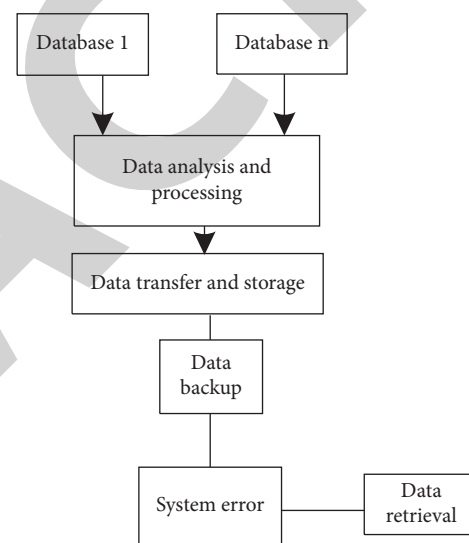 Database 1
Database n
Data analysis and
processing
Data transfer and storage
Data
backup
System error
Data
retrieval